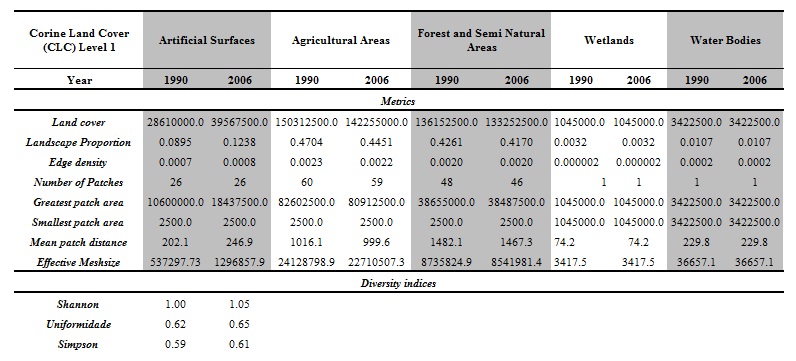 Corine Land Cover (CLC) Level 1 Artificial Surfaces Agricultural Areas Forest and Semi Natural Areas Wetlands Water Bodies
Year 1990 2006 1990 2006 1990 2006 1990 2006 1990 2006
Metrics
Land cover 28610000.0 39567500.0 150312500.0 142255000.0 136152500.0 133252500.0 1045000.0 1045000.0 3422500.0 3422500.0
Landscape Proportion 0.0895 0.1238 0.4704 0.4451 0.4261 0.4170 0.0032 0.0032 0.0107 0.0107
Edge density 0.0007 0.0008 0.0023 0.0022 0.0020 0.0020 0.000002 0.000002 0.0002 0.0002
Number of Patches 26 26 60 59 48 46 1 1 1 1
Greatest patch area 10600000.0 18437500.0 82602500.0 80912500.0 38655000.0 38487500.0 1045000.0 1045000.0 3422500.0 3422500.0
Smallest patch area 2500.0 2500.0 2500.0 2500.0 2500.0 2500.0 1045000.0 1045000.0 3422500.0 3422500.0
Mean patch distance 202.1 246.9 1016.1 999.6 1482.1 1467.3 74.2 74.2 229.8 229.8
Effective Meshsize 537297.73 1296857.9 24128798.9 22710507.3 8735824.9 8541981.4 3417.5 3417.5 36657.1 36657.1
Diversity indices
Shannon 1.00 1.05
Uniformidade 0.62 0.65
Simpson 0.59 0.61